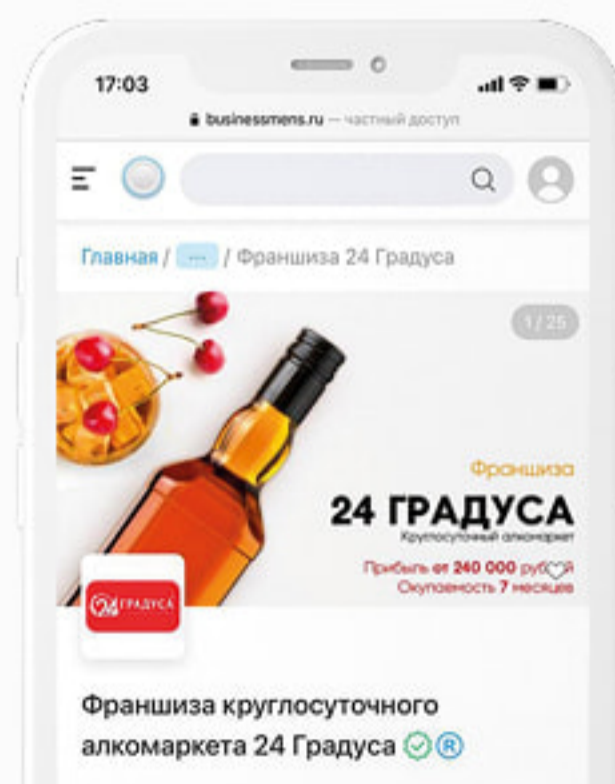 17:03
businessmens.ru — частный доступ
Главная / ... / Франшиза 24 Градуса
1 / 25
Франшиза
24 ГРАДУСА
Круглосуточный алкомаркет
Прибыль от 240 000 рублей
Окупаемость 7 месяцев
24 ГРАДУСА
Франшиза круглосуточного
алкомаркета 24 Градуса ®